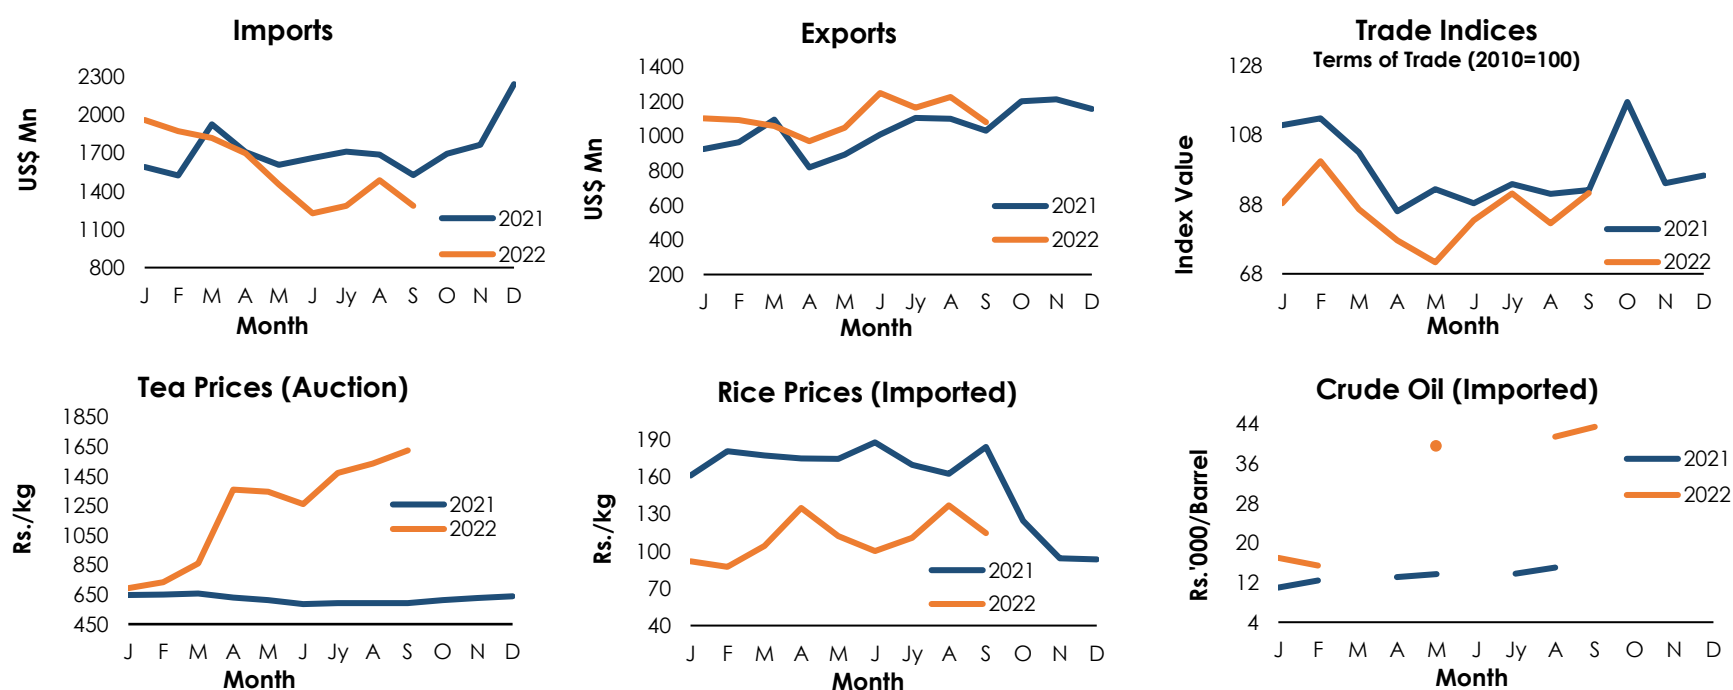 Imports
US$ Mn
2300
2000
1700
1400
1100
800
2021
2022
J F M A M J Jy A S O N D
Month
Exports
US$ Mn
1400
1200
1000
800
600
400
200
2021
2022
J F M A M J Jy A S O N D
Month
Trade Indices
Terms of Trade (2010=100)
Index Value
128
108
88
68
2021
2022
J F M A M J Jy A S O N D
Month
Tea Prices (Auction)
Rs./kg
1850
1650
1450
1250
1050
850
650
450
2021
2022
J F M A M J Jy A S O N D
Month
Rice Prices (Imported)
Rs./kg
190
160
130
100
70
40
2021
2022
J F M A M J Jy A S O N D
Month
Crude Oil (Imported)
Rs.'000/Barrel
44
36
28
20
12
4
2021
2022
J F M A M J Jy A S O N D
Month